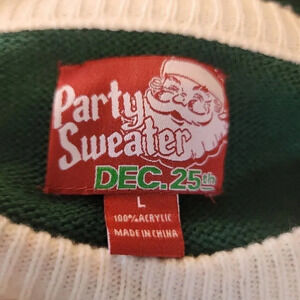 Party
Sweater
DEC. 25th
L
100% ACRYLIC
MADE IN CHINA